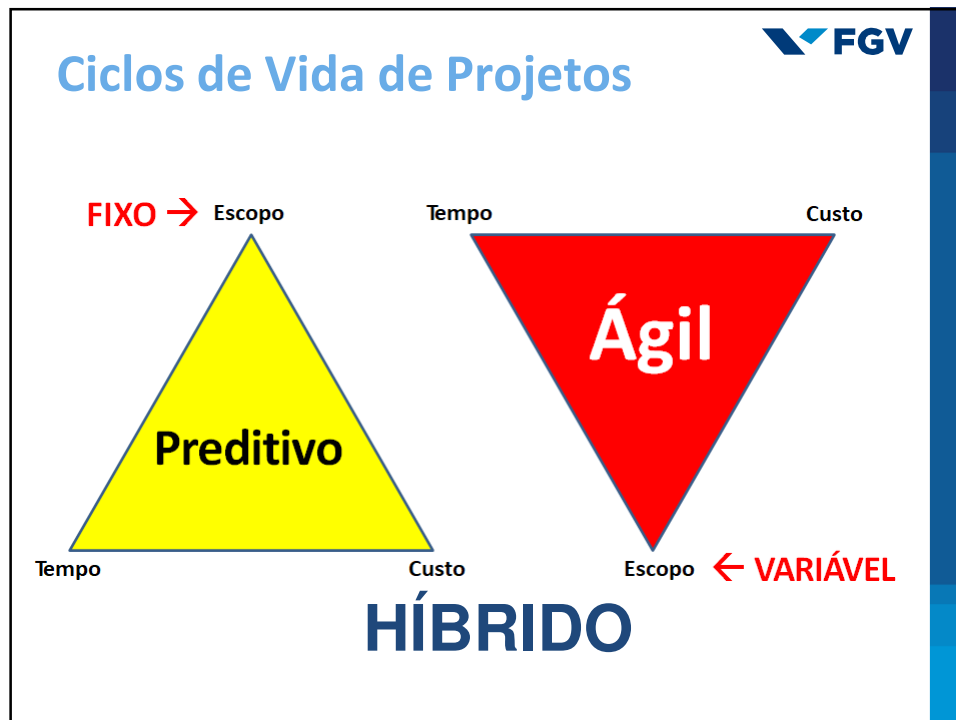 FGV
Ciclos de Vida de Projetos
FIXO → Escopo
Tempo
Custo
Ágil
Preditivo
Tempo
Custo
Escopo ← VARIÁVEL
HÍBRIDO